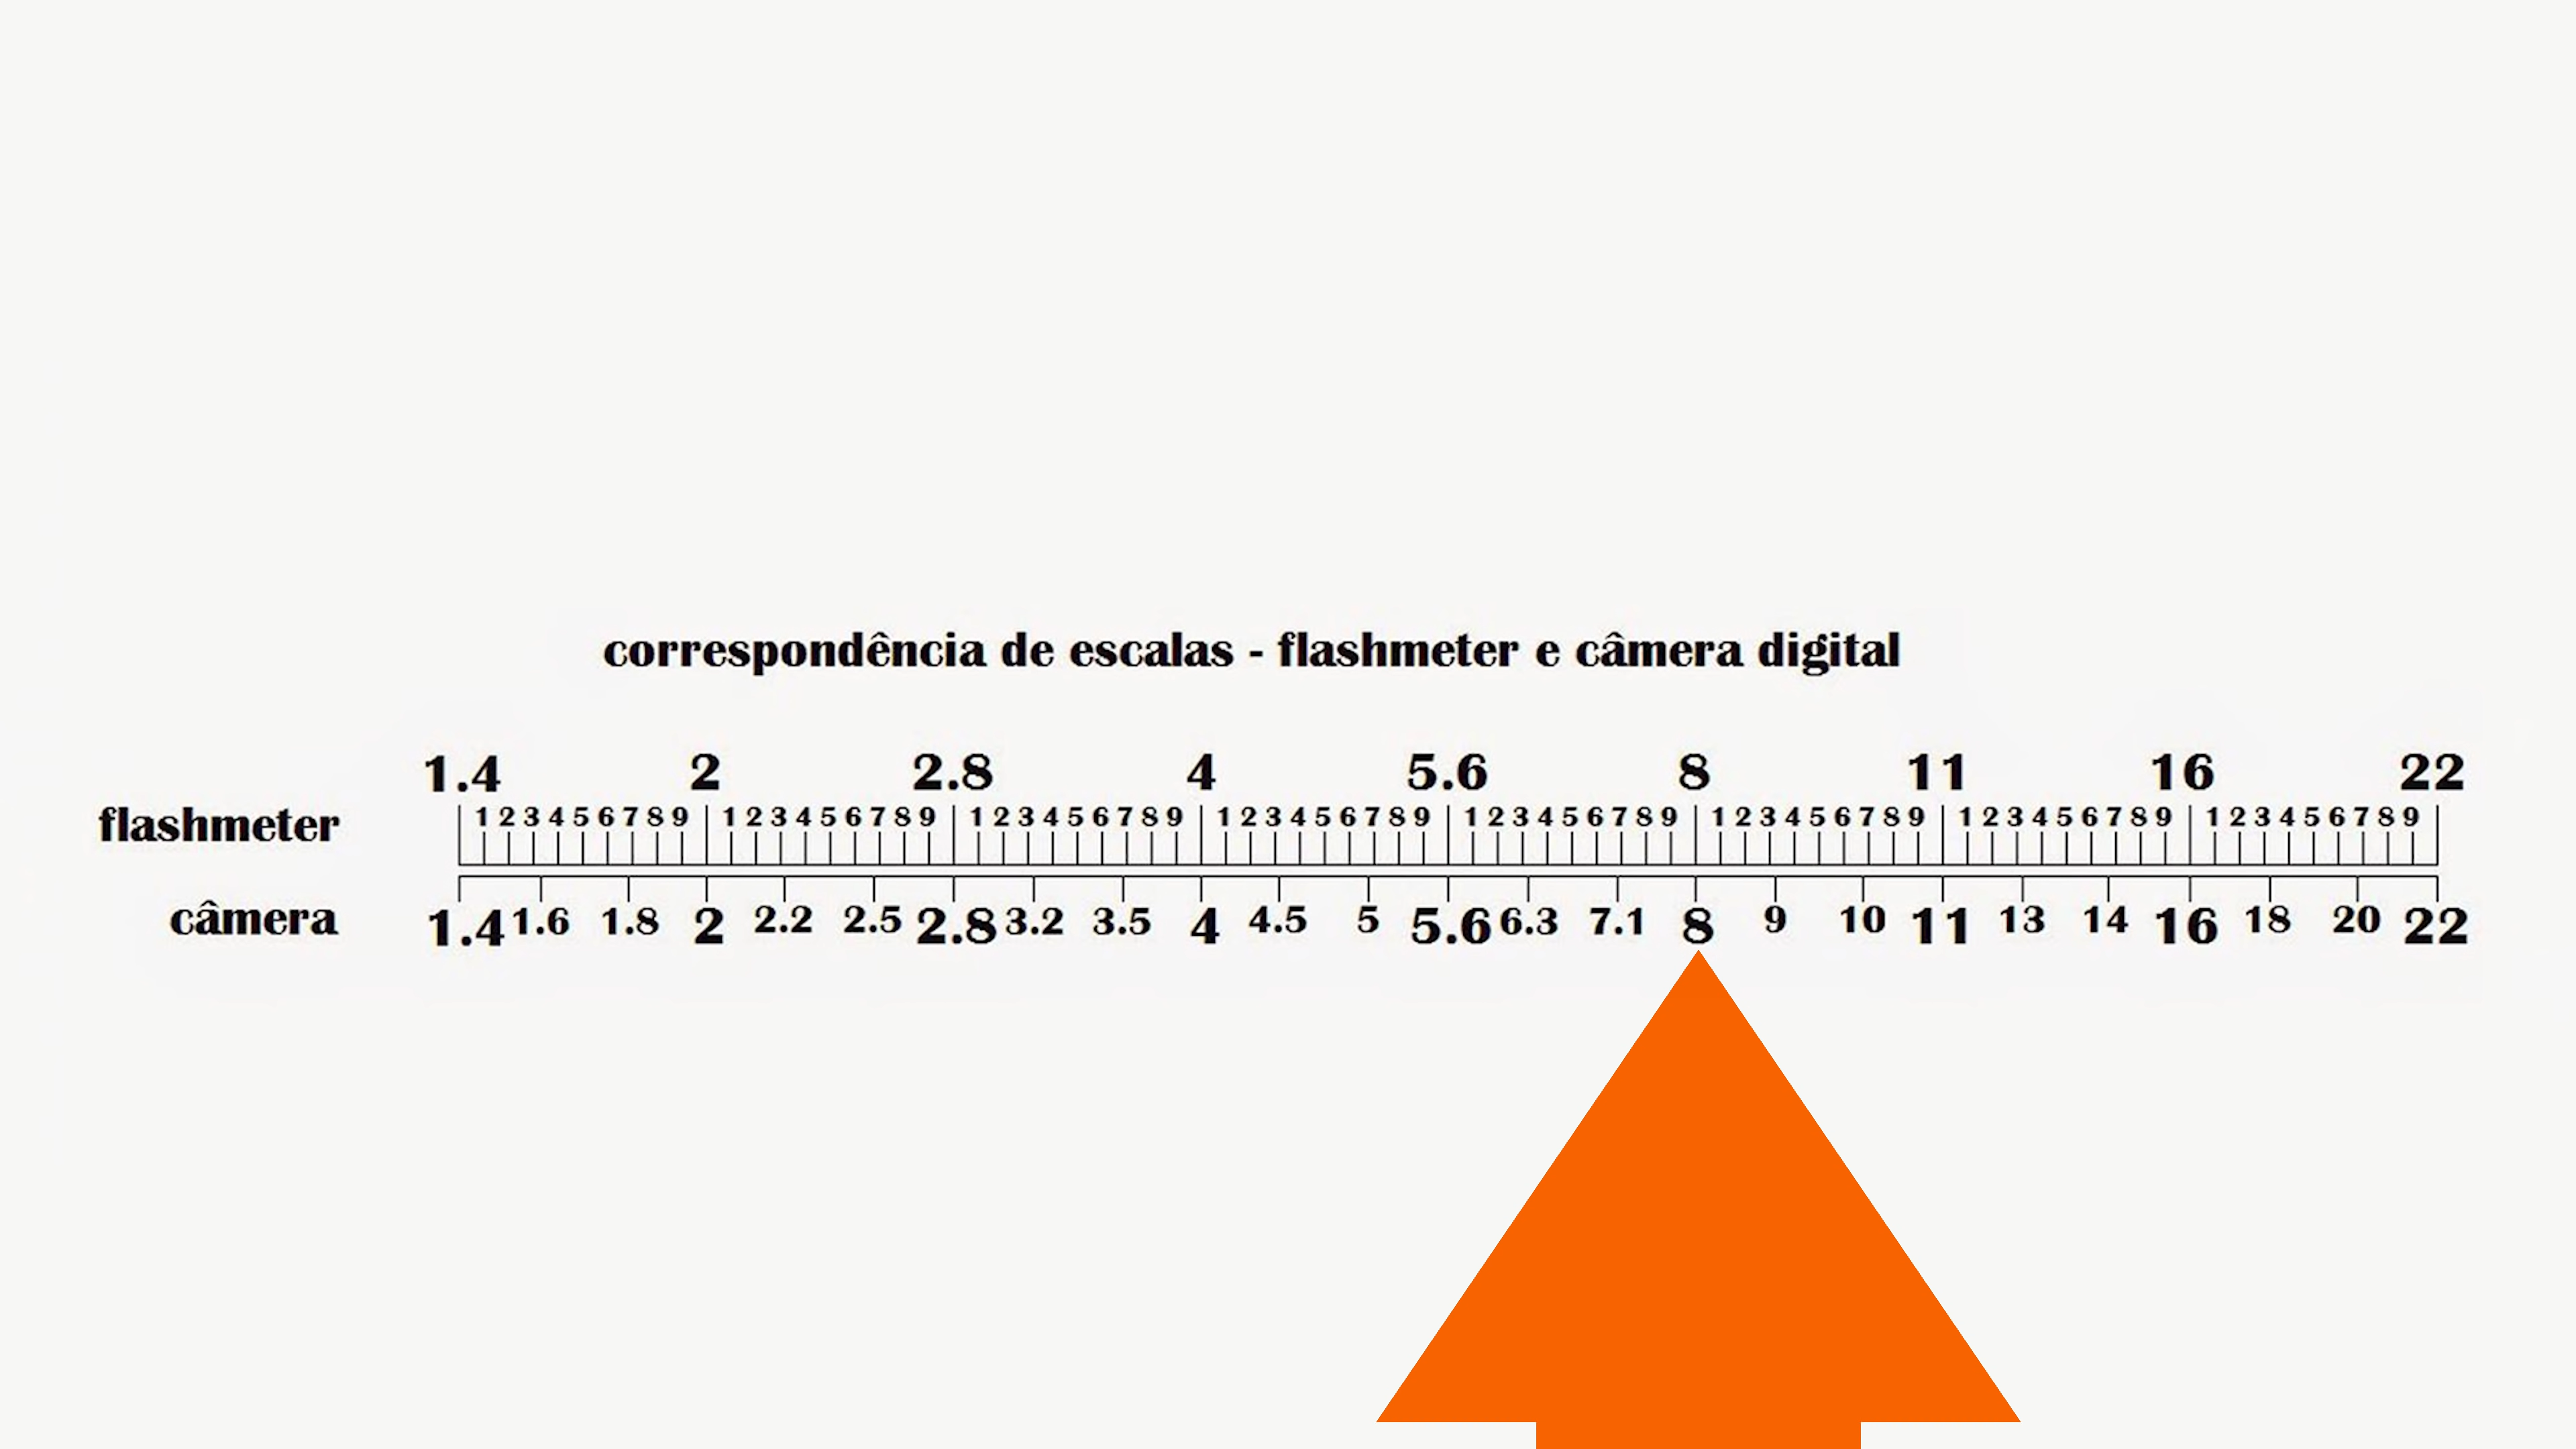 correspondência de escalas - flashmeter e câmera digital
1.4 2 2.8 4 5.6 8 11 16 22
flashmeter 1 2 3 4 5 6 7 8 9 1 2 3 4 5 6 7 8 9 1 2 3 4 5 6 7 8 9 1 2 3 4 5 6 7 8 9 1 2 3 4 5 6 7 8 9 1 2 3 4 5 6 7 8 9 1 2 3 4 5 6 7 8 9 1 2 3 4 5 6 7 8 9
câmera 1.4 1.6 1.8 2 2.2 2.5 2.8 3.2 3.5 4 4.5 5 5.6 6.3 7.1 8 9 10 11 13 14 16 18 20 22